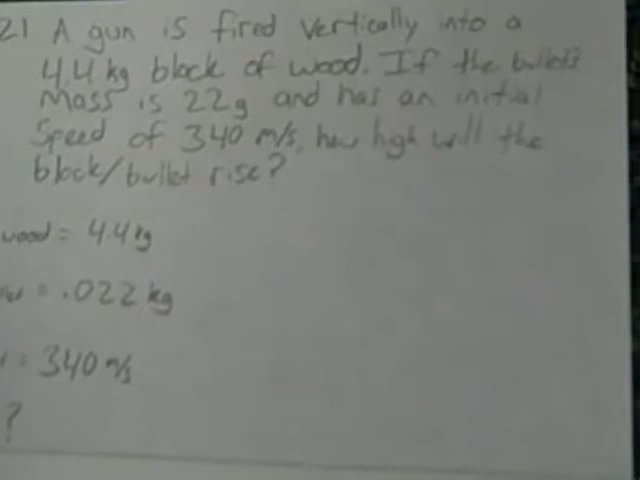 21 A gun is fired vertically into a
4.4 kg block of wood. If the bullet's
Mass is 22g and has an initial
Speed of 340 m/s, how high will the
block/bullet rise?
wood = 4.4 kg
= .022 kg
= 340 m/s
?